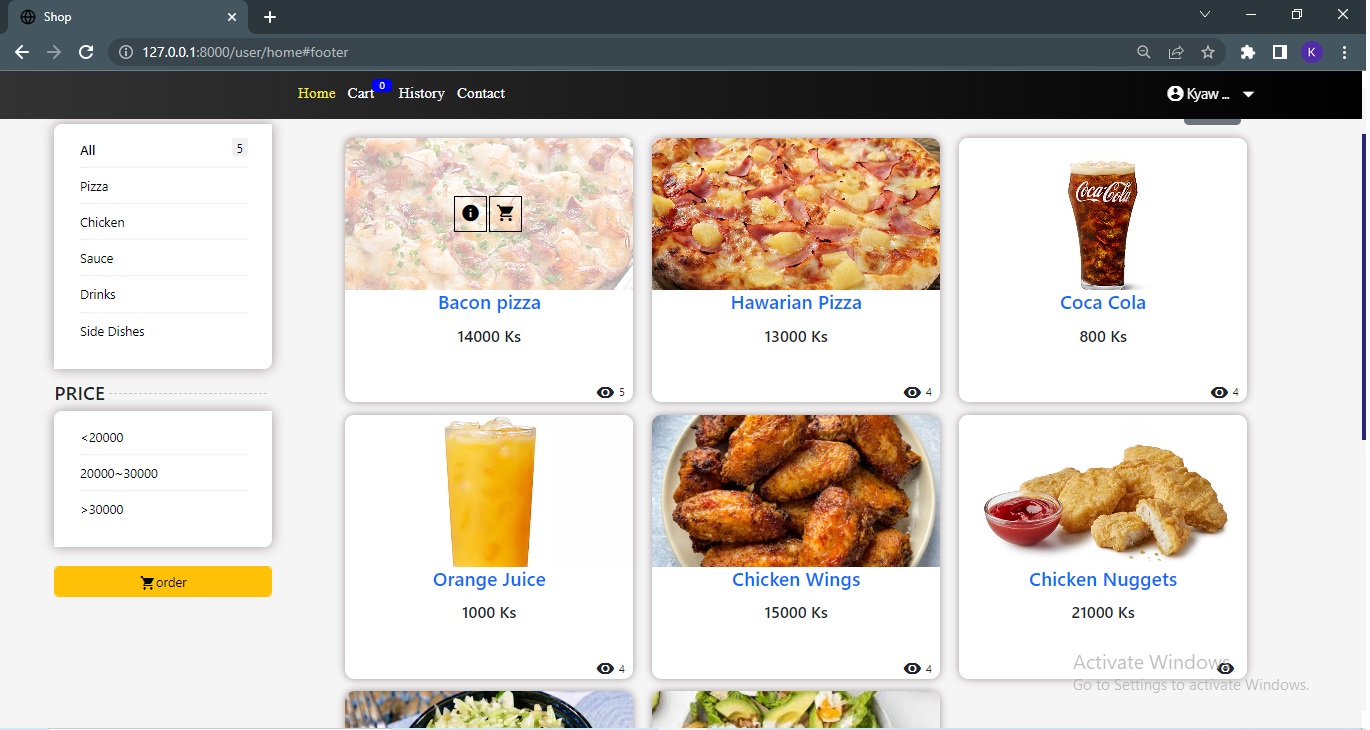 Shop
127.0.0.1:8000/user/home#footer
K
Home Cart 0 History Contact
Kyaw ...
All 5
Pizza
Chicken
Sauce
Drinks
Side Dishes
PRICE
<20000
20000~30000
>30000
order
Bacon pizza
14000 Ks
5
Hawarian Pizza
13000 Ks
4
Coca-Cola
Coca Cola
800 Ks
4
Orange Juice
1000 Ks
4
Chicken Wings
15000 Ks
4
Chicken Nuggets
21000 Ks
Activate Windows
Go to Settings to activate Windows.